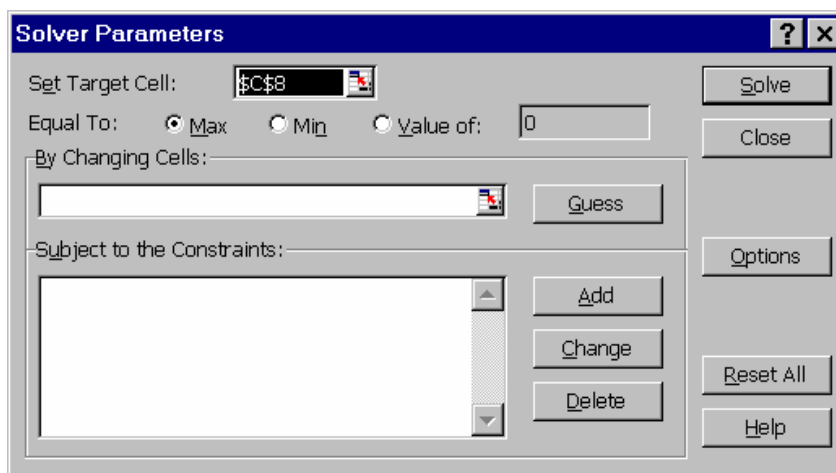 Solver Parameters ? ×
Set Target Cell: $C$8 Solve
Equal To: Max Min Value of: 0
Close
By Changing Cells:
Guess
Subject to the Constraints:
Options
Add
Change
Reset All
Delete
Help